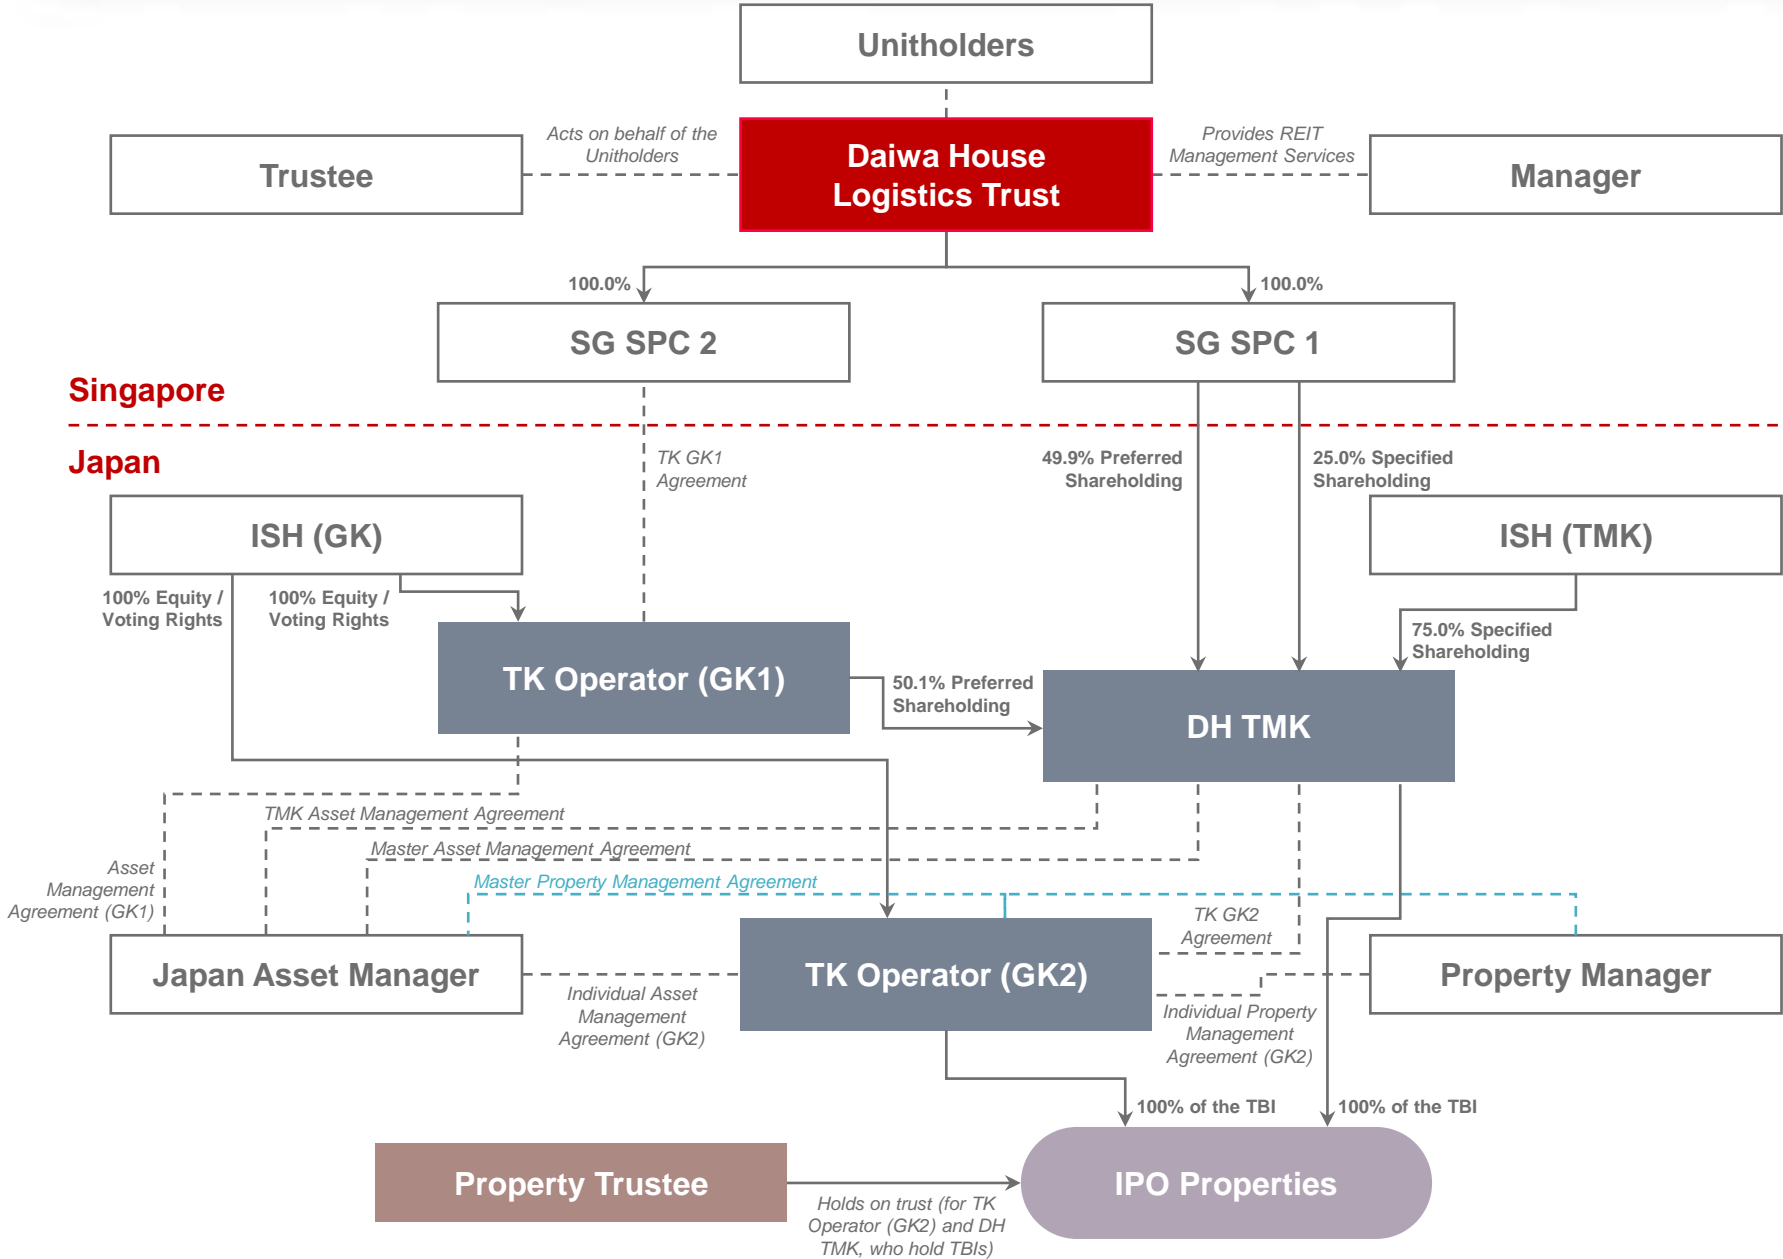 Unitholders
Acts on behalf of the
Unitholders
Provides REIT
Management Services
Trustee
Daiwa House
Logistics Trust
Manager
100.0%
100.0%
SG SPC 2
SG SPC 1
Singapore
Japan
TK GK1
Agreement
49.9% Preferred
Shareholding
25.0% Specified
Shareholding
ISH (GK)
ISH (TMK)
100% Equity /
Voting Rights
100% Equity /
Voting Rights
75.0% Specified
Shareholding
TK Operator (GK1)
50.1% Preferred
Shareholding
DH TMK
TMK Asset Management Agreement
Master Asset Management Agreement
Asset
Management
Agreement (GK1)
Master Property Management Agreement
TK GK2
Agreement
Japan Asset Manager
TK Operator (GK2)
Property Manager
Individual Asset
Management
Agreement (GK2)
Individual Property
Management
Agreement (GK2)
100% of the TBI
100% of the TBI
Property Trustee
IPO Properties
Holds on trust (for TK
Operator (GK2) and DH
TMK, who hold TBIs)